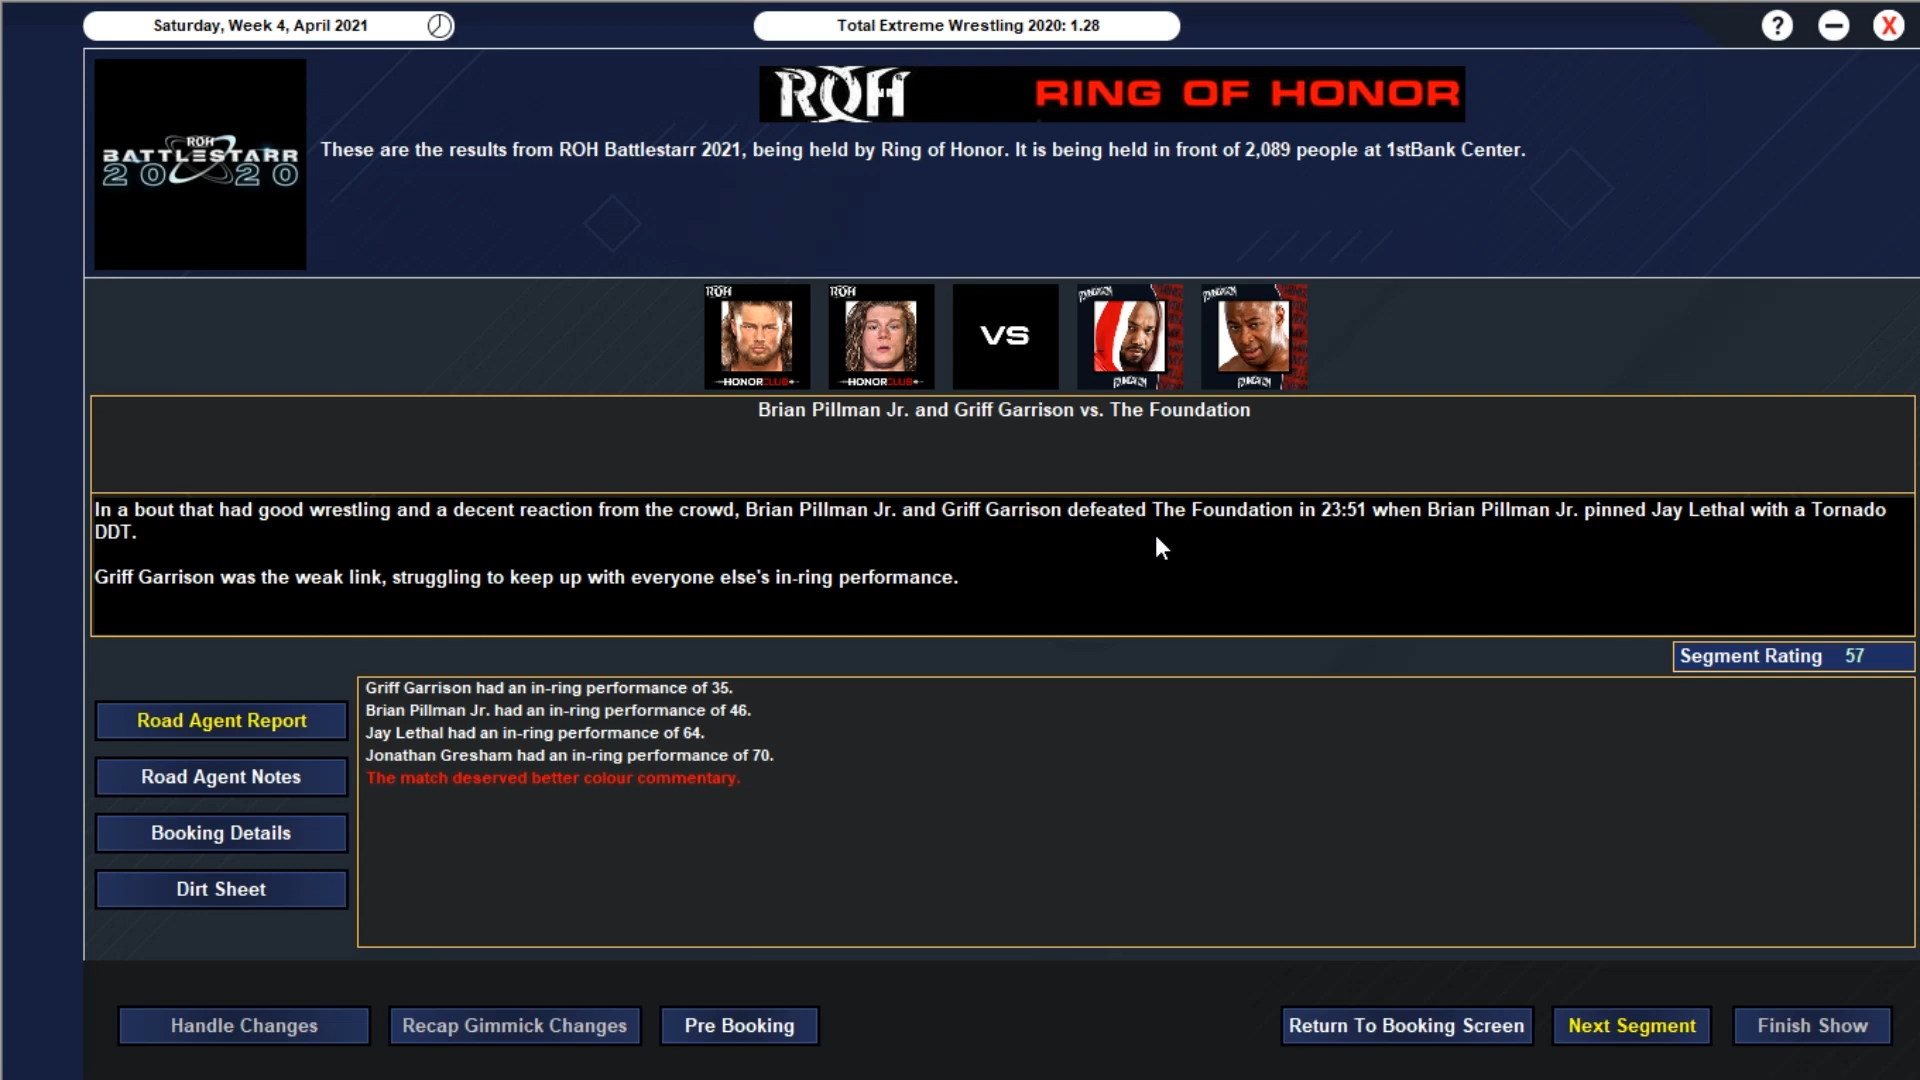 Saturday, Week 4, April 2021
Total Extreme Wrestling 2020: 1.28
?
X
ROH
RING OF HONOR
ROH
BATTLESTARR
2020
These are the results from ROH Battlestarr 2021, being held by Ring of Honor. It is being held in front of 2,089 people at 1stBank Center.
ROH
HONORCLUB
ROH
HONORCLUB
VS
FOUNDATION
FOUNDATION
FOUNDATION
FOUNDATION
Brian Pillman Jr. and Griff Garrison vs. The Foundation
In a bout that had good wrestling and a decent reaction from the crowd, Brian Pillman Jr. and Griff Garrison defeated The Foundation in 23:51 when Brian Pillman Jr. pinned Jay Lethal with a Tornado
DDT.
Griff Garrison was the weak link, struggling to keep up with everyone else's in-ring performance.
Segment Rating 57
Griff Garrison had an in-ring performance of 35.
Brian Pillman Jr. had an in-ring performance of 46.
Jay Lethal had an in-ring performance of 64.
Jonathan Gresham had an in-ring performance of 70.
The match deserved better colour commentary.
Road Agent Report
Road Agent Notes
Booking Details
Dirt Sheet
Handle Changes
Recap Gimmick Changes
Pre Booking
Return To Booking Screen
Next Segment
Finish Show